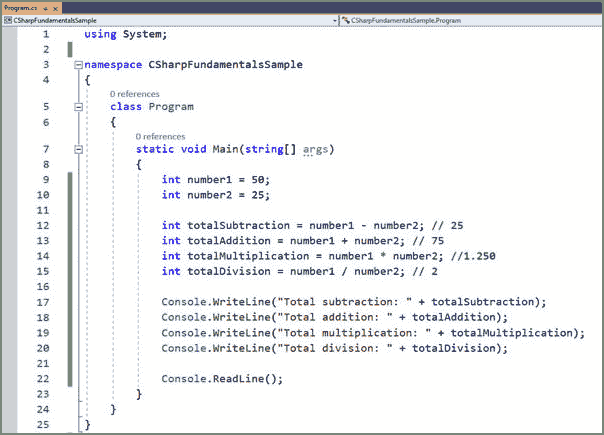 Program.cs
CSharpFundamentalsSample CSharpFundamentalsSample.Program
1 using System;
2
3 namespace CSharpFundamentalsSample
4 {
0 references
5 class Program
6 {
0 references
7 static void Main(string[] args)
8 {
9 int number1 = 50;
10 int number2 = 25;
11
12 int totalSubtraction = number1 - number2; // 25
13 int totalAddition = number1 + number2; // 75
14 int totalMultiplication = number1 * number2; //1.250
15 int totalDivision = number1 / number2; // 2
16
17 Console.WriteLine("Total subtraction: " + totalSubtraction);
18 Console.WriteLine("Total addition: " + totalAddition);
19 Console.WriteLine("Total multiplication: " + totalMultiplication);
20 Console.WriteLine("Total division: " + totalDivision);
21
22 Console.ReadLine();
23 }
24 }
25 }